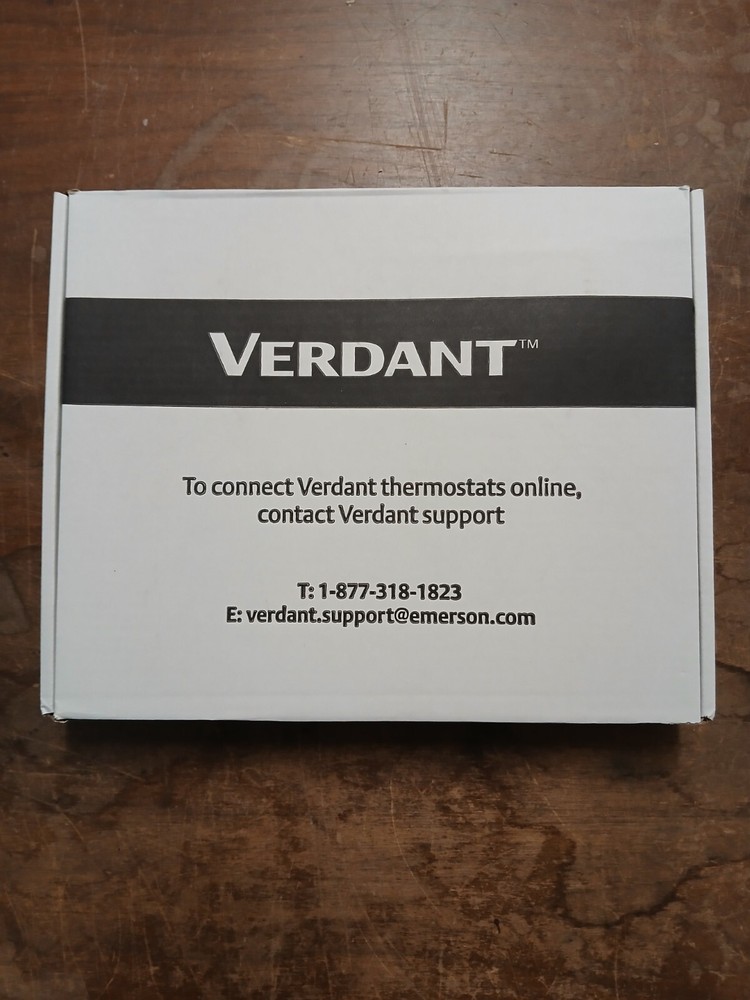 VERDANT™
To connect Verdant thermostats online,
contact Verdant support
T: 1-877-318-1823
E: verdant.support@emerson.com